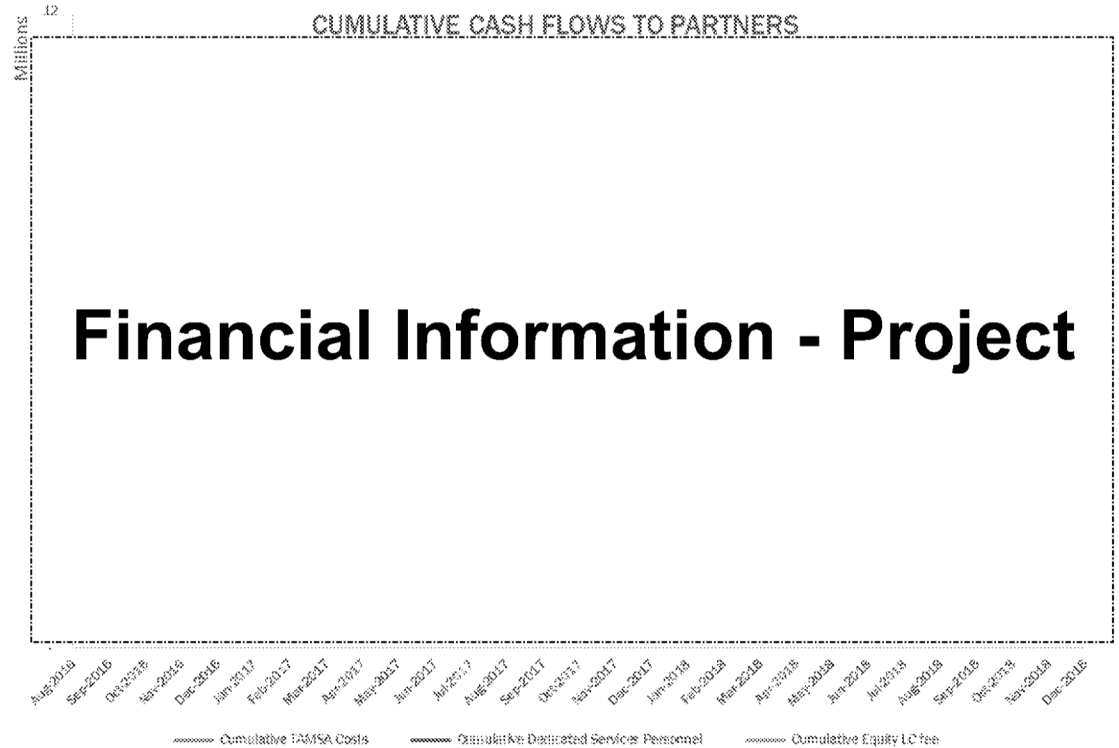 CUMULATIVE CASH FLOWS TO PARTNERS
12
Millions
Financial Information - Project
-
Aug-2016
Sep-2016
Oct-2016
Nov-2016
Dec-2016
Jan-2017
Feb-2017
Mar-2017
Apr-2017
May-2017
Jun-2017
Jul-2017
Aug-2017
Sep-2017
Oct-2017
Nov-2017
Dec-2017
Jan-2018
Feb-2018
Mar-2018
Apr-2018
May-2018
Jun-2018
Jul-2018
Aug-2018
Sep-2018
Oct-2018
Nov-2018
Dec-2018
Cumulative TAMSA Costs
Cumulative Dedicated Servicer Personnel
Cumulative Equity LC fee